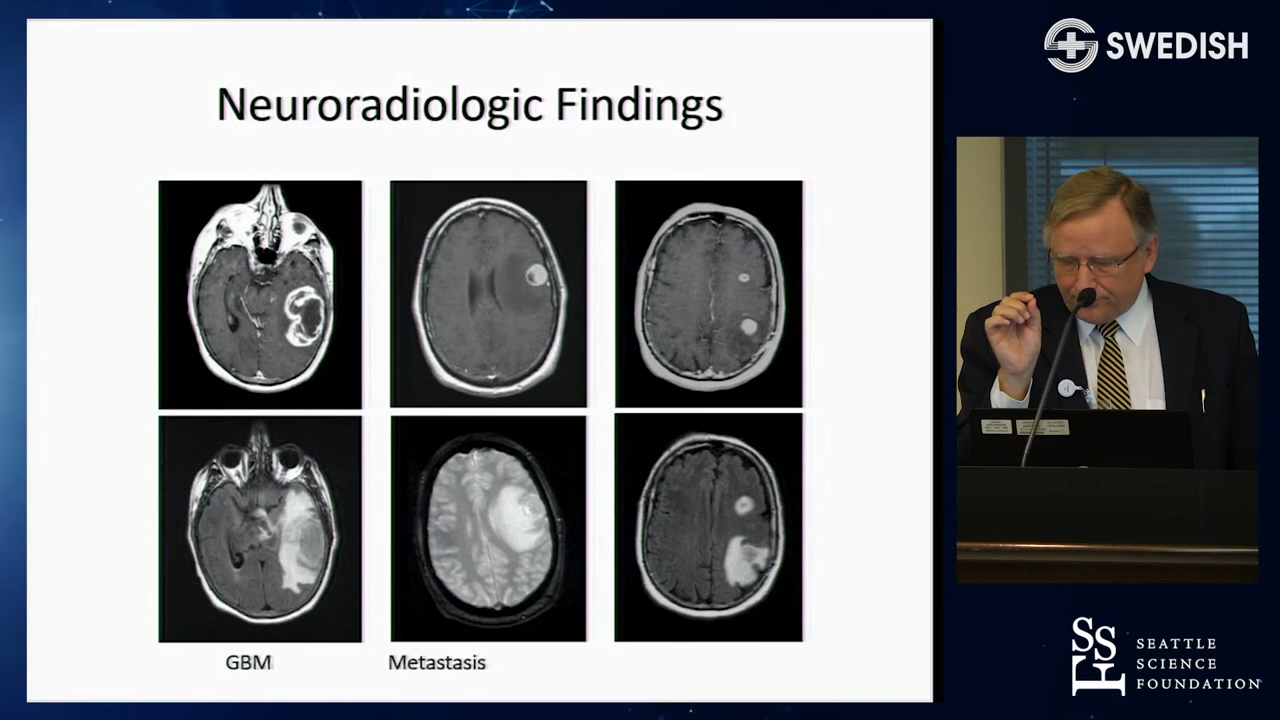 Neuroradiologic Findings
GBM
Metastasis
SWEDISH
SEATTLE
SCIENCE
FOUNDATION